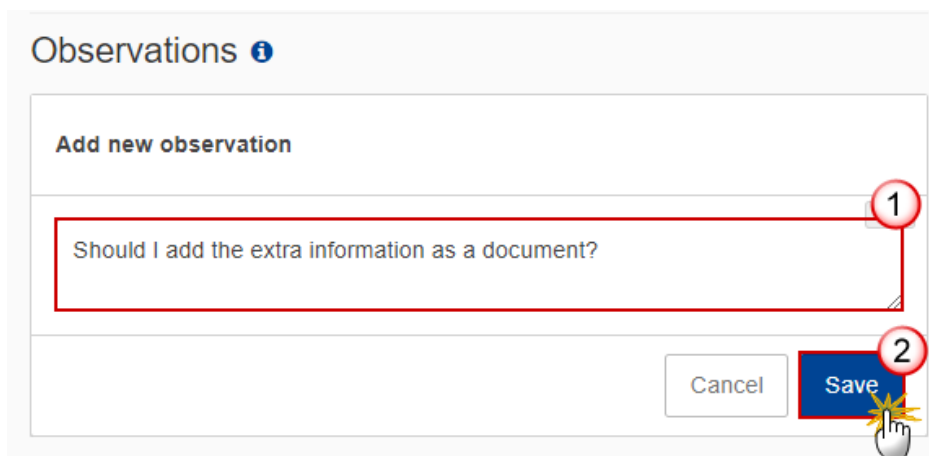 Observations
Add new observation
1
Should I add the extra information as a document?
2
Cancel Save